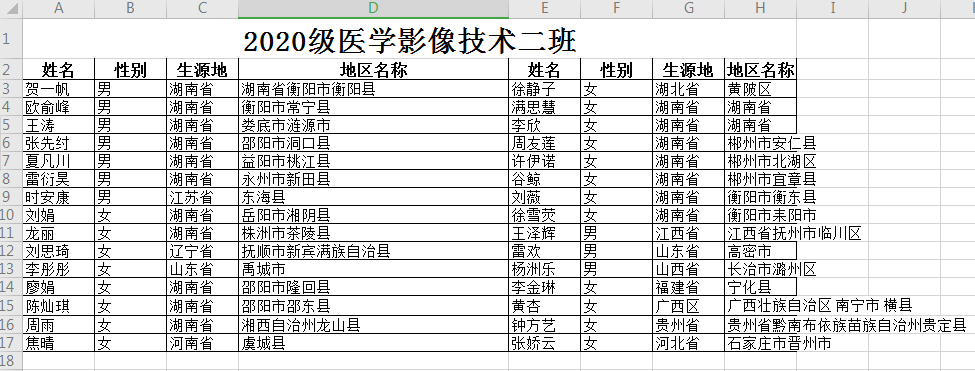 A B C D E F G H I J
1 2020级医学影像技术二班
2 姓名 性别 生源地 地区名称 姓名 性别 生源地 地区名称
3 贺一帆 男 湖南省 湖南省衡阳市衡阳县 徐静子 女 湖北省 黄陂区
4 欧俞峰 男 湖南省 衡阳市常宁县 满思慧 女 湖南省 湖南省
5 王涛 男 湖南省 娄底市涟源市 李欣 女 湖南省 湖南省
6 张先纣 男 湖南省 邵阳市洞口县 周友莲 女 湖南省 郴州市安仁县
7 夏凡川 男 湖南省 益阳市桃江县 许伊诺 女 湖南省 郴州市北湖区
8 雷衍昊 男 湖南省 永州市新田县 谷鲸 女 湖南省 郴州市宜章县
9 时安康 男 江苏省 东海县 刘薇 女 湖南省 衡阳市衡东县
10 刘娟 女 湖南省 岳阳市湘阴县 徐雪荧 女 湖南省 衡阳市耒阳市
11 龙丽 女 湖南省 株洲市茶陵县 王泽辉 男 江西省 江西省抚州市临川区
12 刘思琦 女 辽宁省 抚顺市新宾满族自治县 雷欢 男 山东省 高密市
13 李彤彤 女 山东省 禹城市 杨洲乐 男 山西省 长治市潞州区
14 廖娟 女 湖南省 邵阳市隆回县 李金琳 女 福建省 宁化县
15 陈灿琪 女 湖南省 邵阳市邵东县 黄杏 女 广西区 广西壮族自治区 南宁市 横县
16 周雨 女 湖南省 湘西自治州龙山县 钟方艺 女 贵州省 贵州省黔南布依族苗族自治州贵定县
17 焦晴 女 河南省 虞城县 张娇云 女 河北省 石家庄市晋州市
18